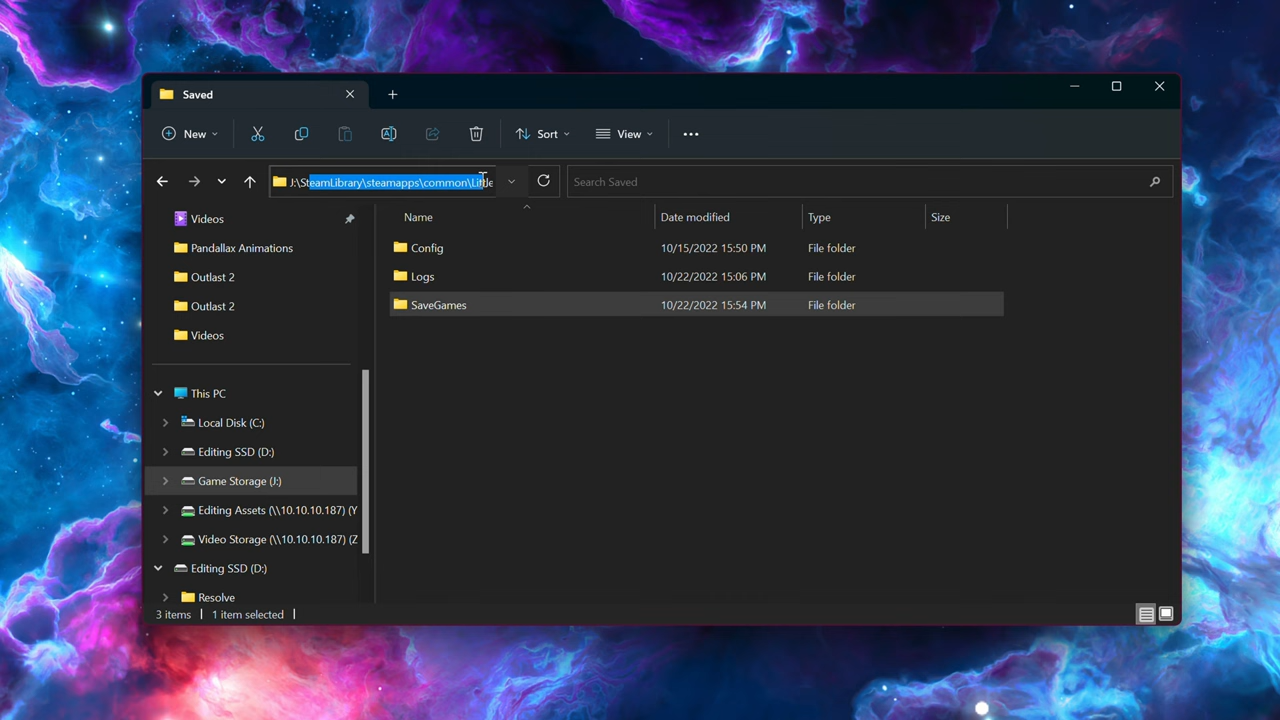 Saved
New
Sort
View
J:\SteamLibrary\steamapps\common\Little
Search Saved
Name
Date modified
Type
Size
Videos
Pandallax Animations
Outlast 2
Outlast 2
Videos
This PC
Local Disk (C:)
Editing SSD (D:)
Game Storage (J:)
Editing Assets (\\10.10.10.187) (Y
Video Storage (\\10.10.10.187) (Z
Editing SSD (D:)
Resolve
Config 10/15/2022 15:50 PM File folder
Logs 10/22/2022 15:06 PM File folder
SaveGames 10/22/2022 15:54 PM File folder
3 items 1 item selected